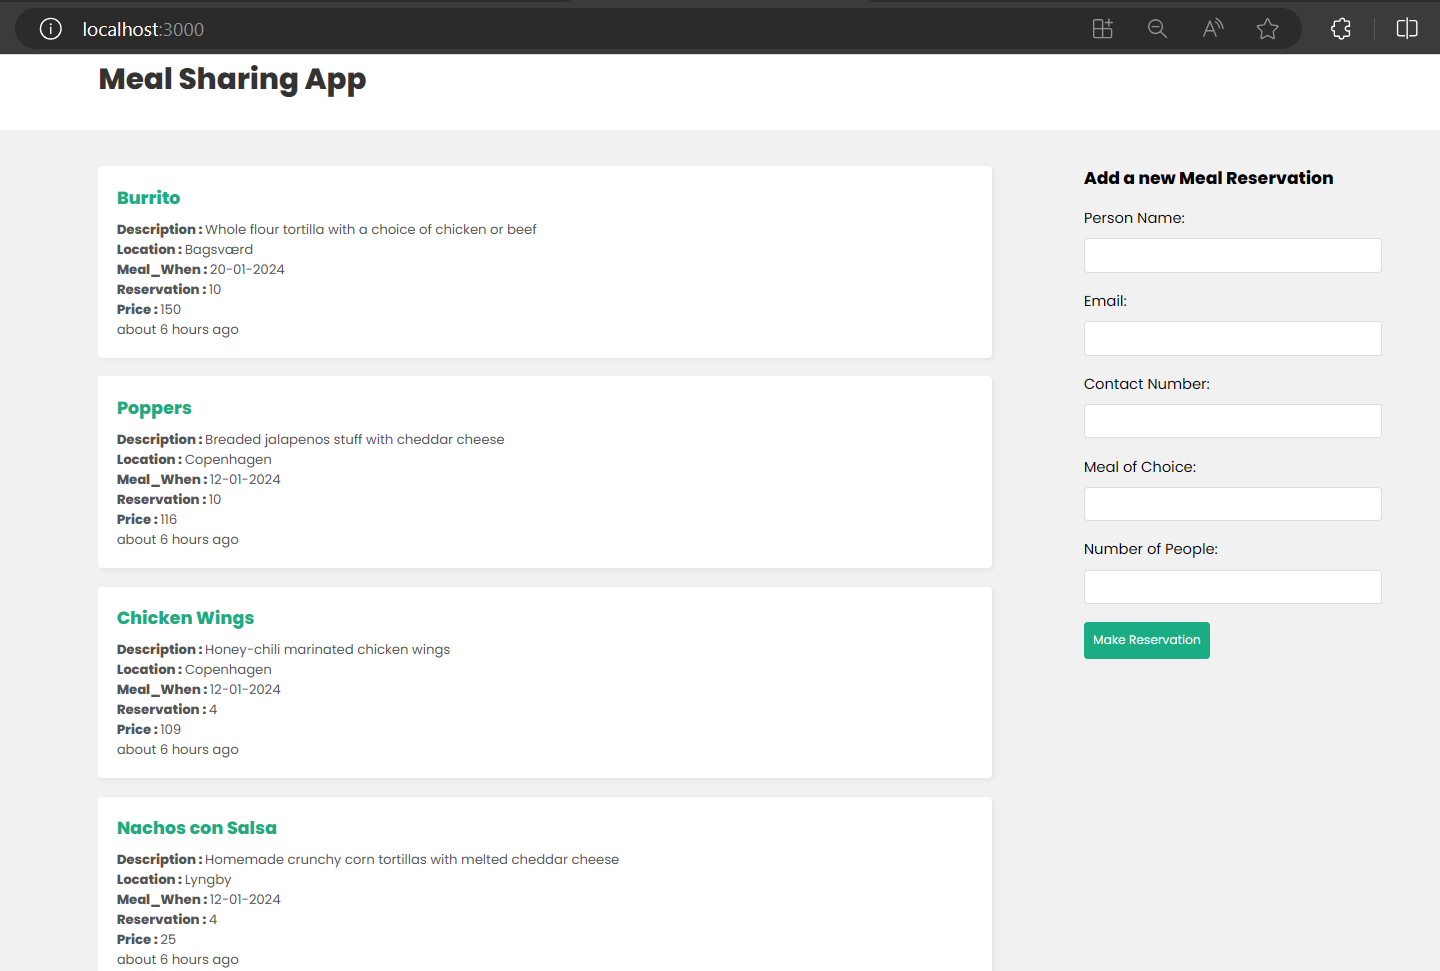 localhost:3000
Meal Sharing App
Burrito
Description : Whole flour tortilla with a choice of chicken or beef
Location : Bagsværd
Meal_When : 20-01-2024
Reservation : 10
Price : 150
about 6 hours ago
Poppers
Description : Breaded jalapenos stuff with cheddar cheese
Location : Copenhagen
Meal_When : 12-01-2024
Reservation : 10
Price : 116
about 6 hours ago
Chicken Wings
Description : Honey-chili marinated chicken wings
Location : Copenhagen
Meal_When : 12-01-2024
Reservation : 4
Price : 109
about 6 hours ago
Nachos con Salsa
Description : Homemade crunchy corn tortillas with melted cheddar cheese
Location : Lyngby
Meal_When : 12-01-2024
Reservation : 4
Price : 25
about 6 hours ago
Add a new Meal Reservation
Person Name:
Email:
Contact Number:
Meal of Choice:
Number of People:
Make Reservation